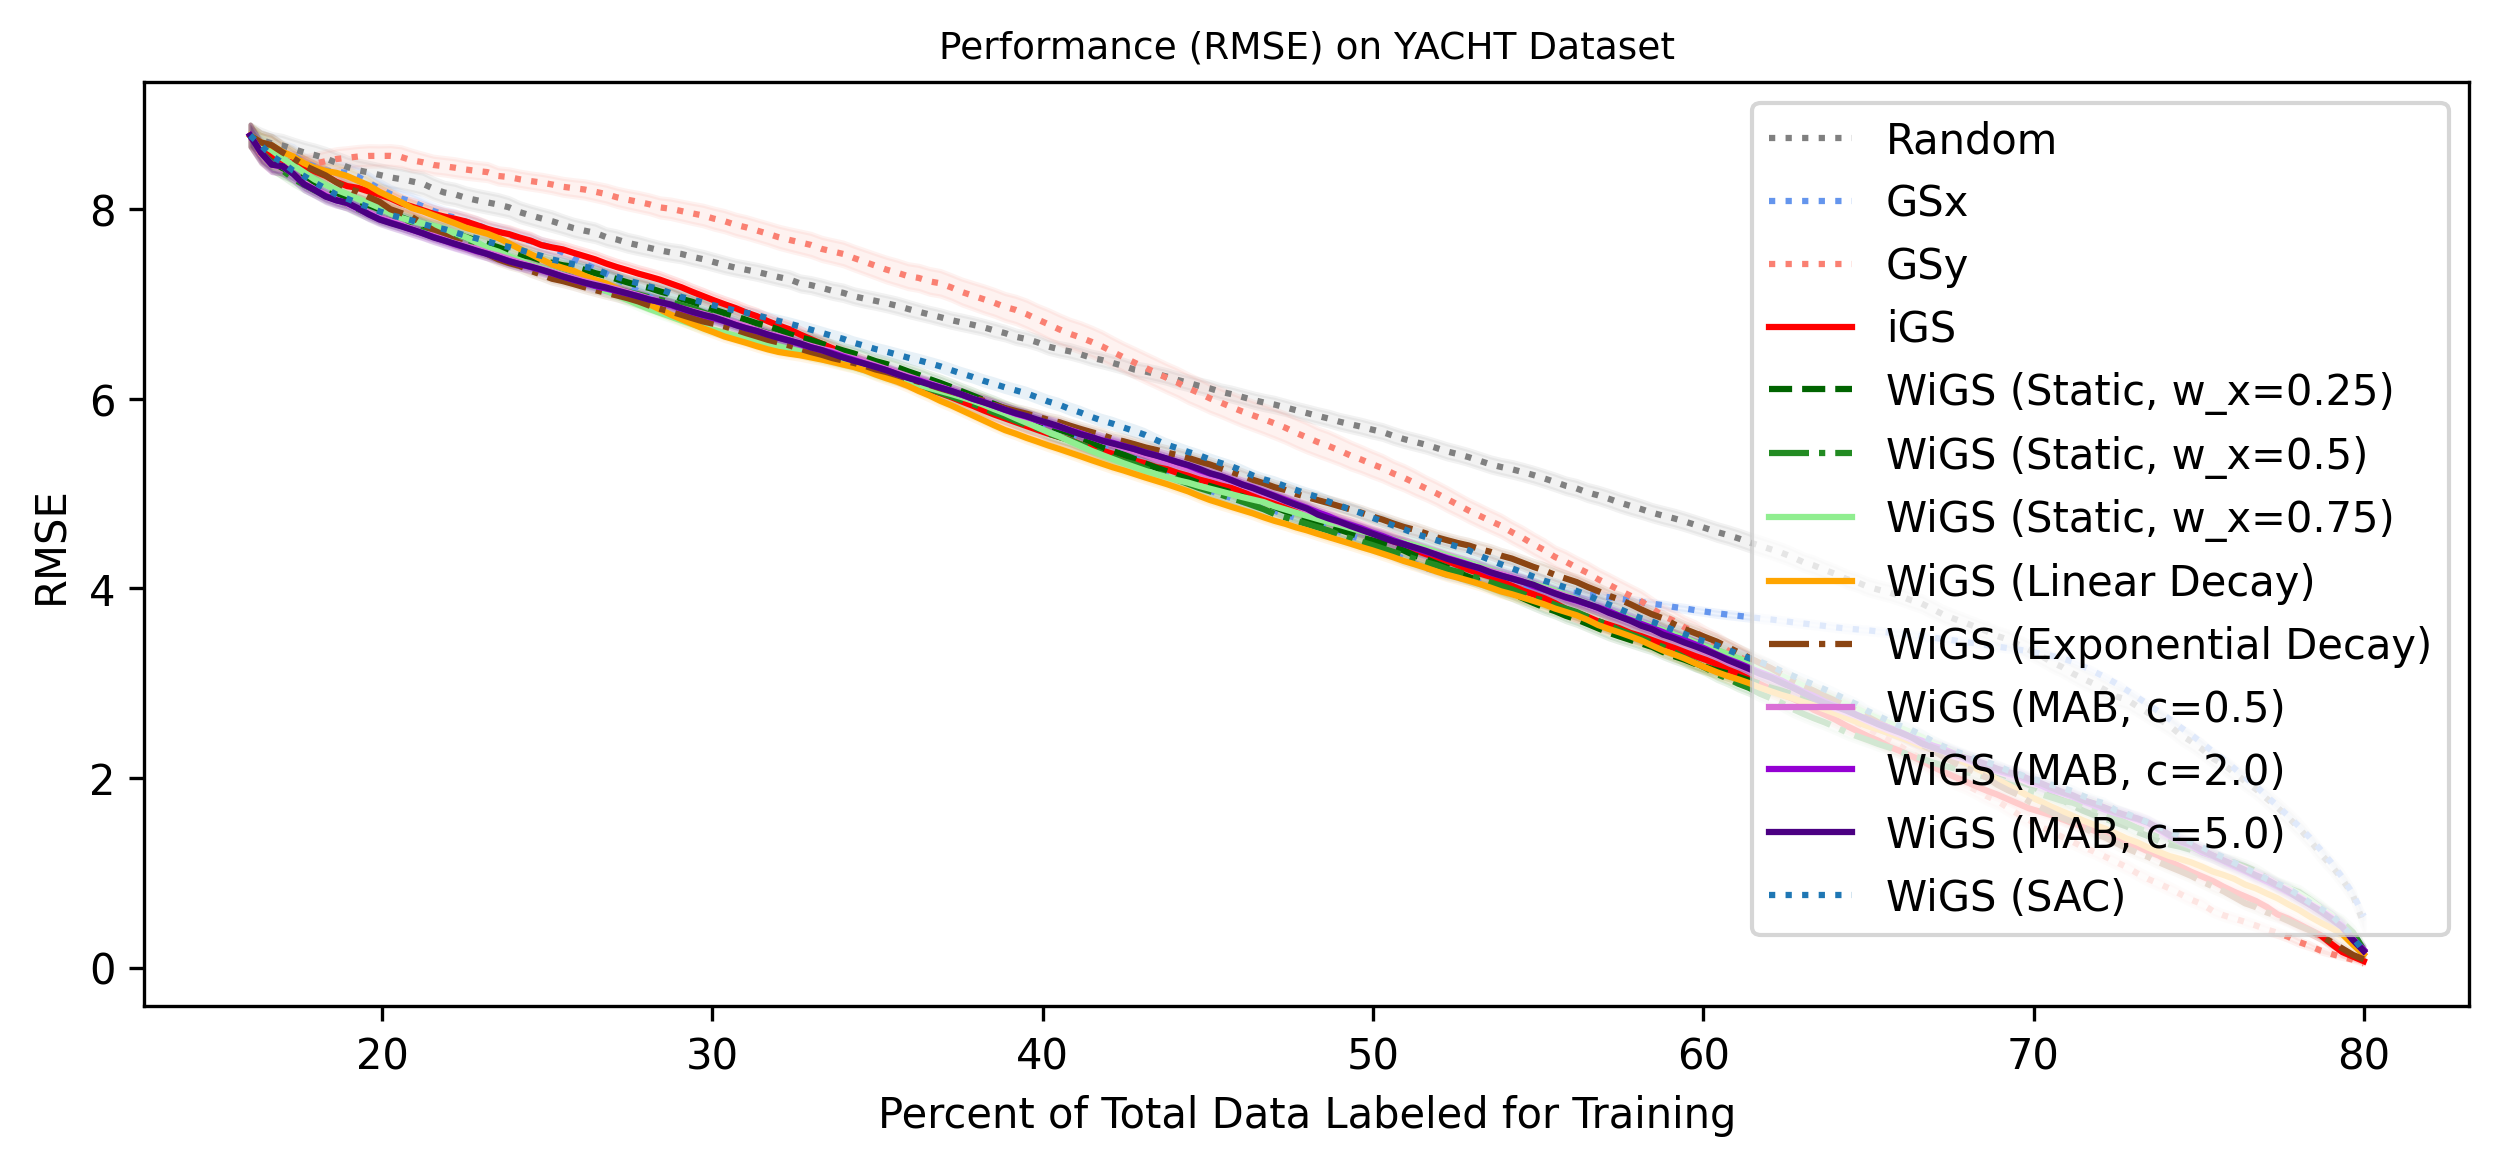 Performance (RMSE) on YACHT Dataset
RMSE
8
6
4
2
0
20 30 40 50 60 70 80
Percent of Total Data Labeled for Training
Random
GSx
GSy
iGS
WiGS (Static, w_x=0.25)
WiGS (Static, w_x=0.5)
WiGS (Static, w_x=0.75)
WiGS (Linear Decay)
WiGS (Exponential Decay)
WiGS (MAB, c=0.5)
WiGS (MAB, c=2.0)
WiGS (MAB, c=5.0)
WiGS (SAC)